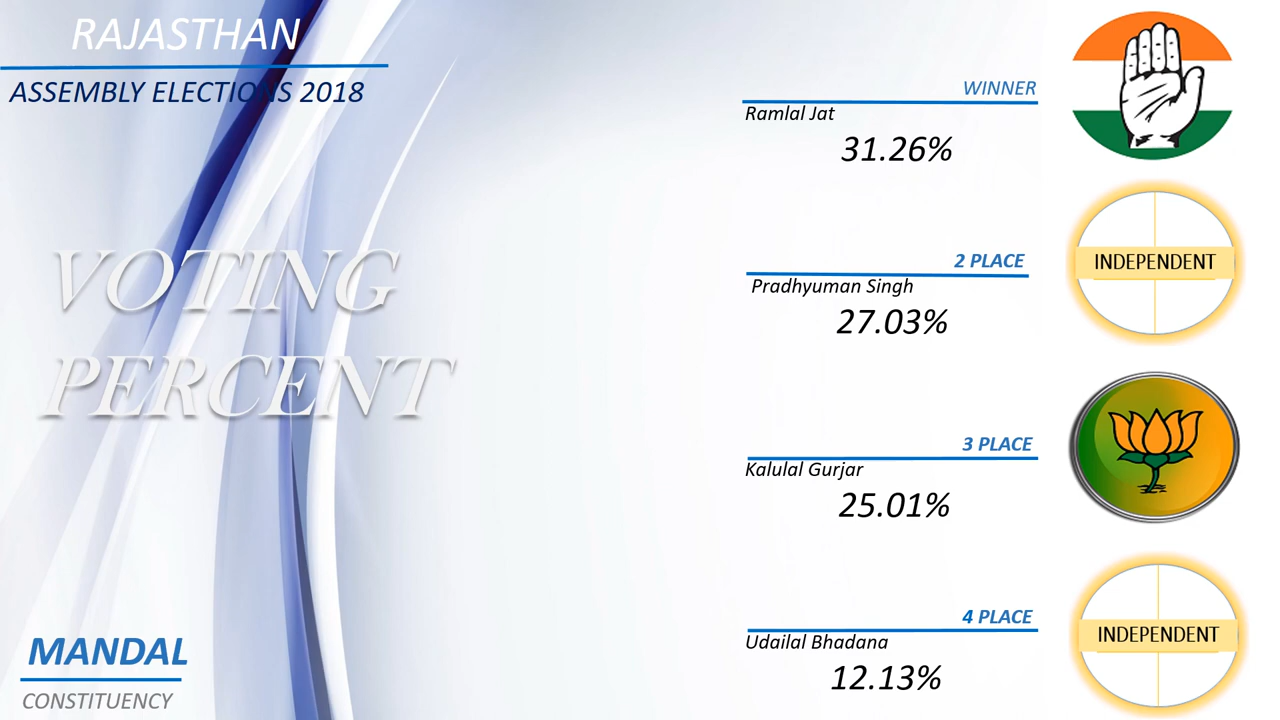 RAJASTHAN
ASSEMBLY ELECTIONS 2018
VOTING
PERCENT
MANDAL
CONSTITUENCY
WINNER
Ramlal Jat
31.26%
2 PLACE
Pradhyuman Singh
27.03%
INDEPENDENT
3 PLACE
Kalulal Gurjar
25.01%
4 PLACE
Udailal Bhadana
12.13%
INDEPENDENT